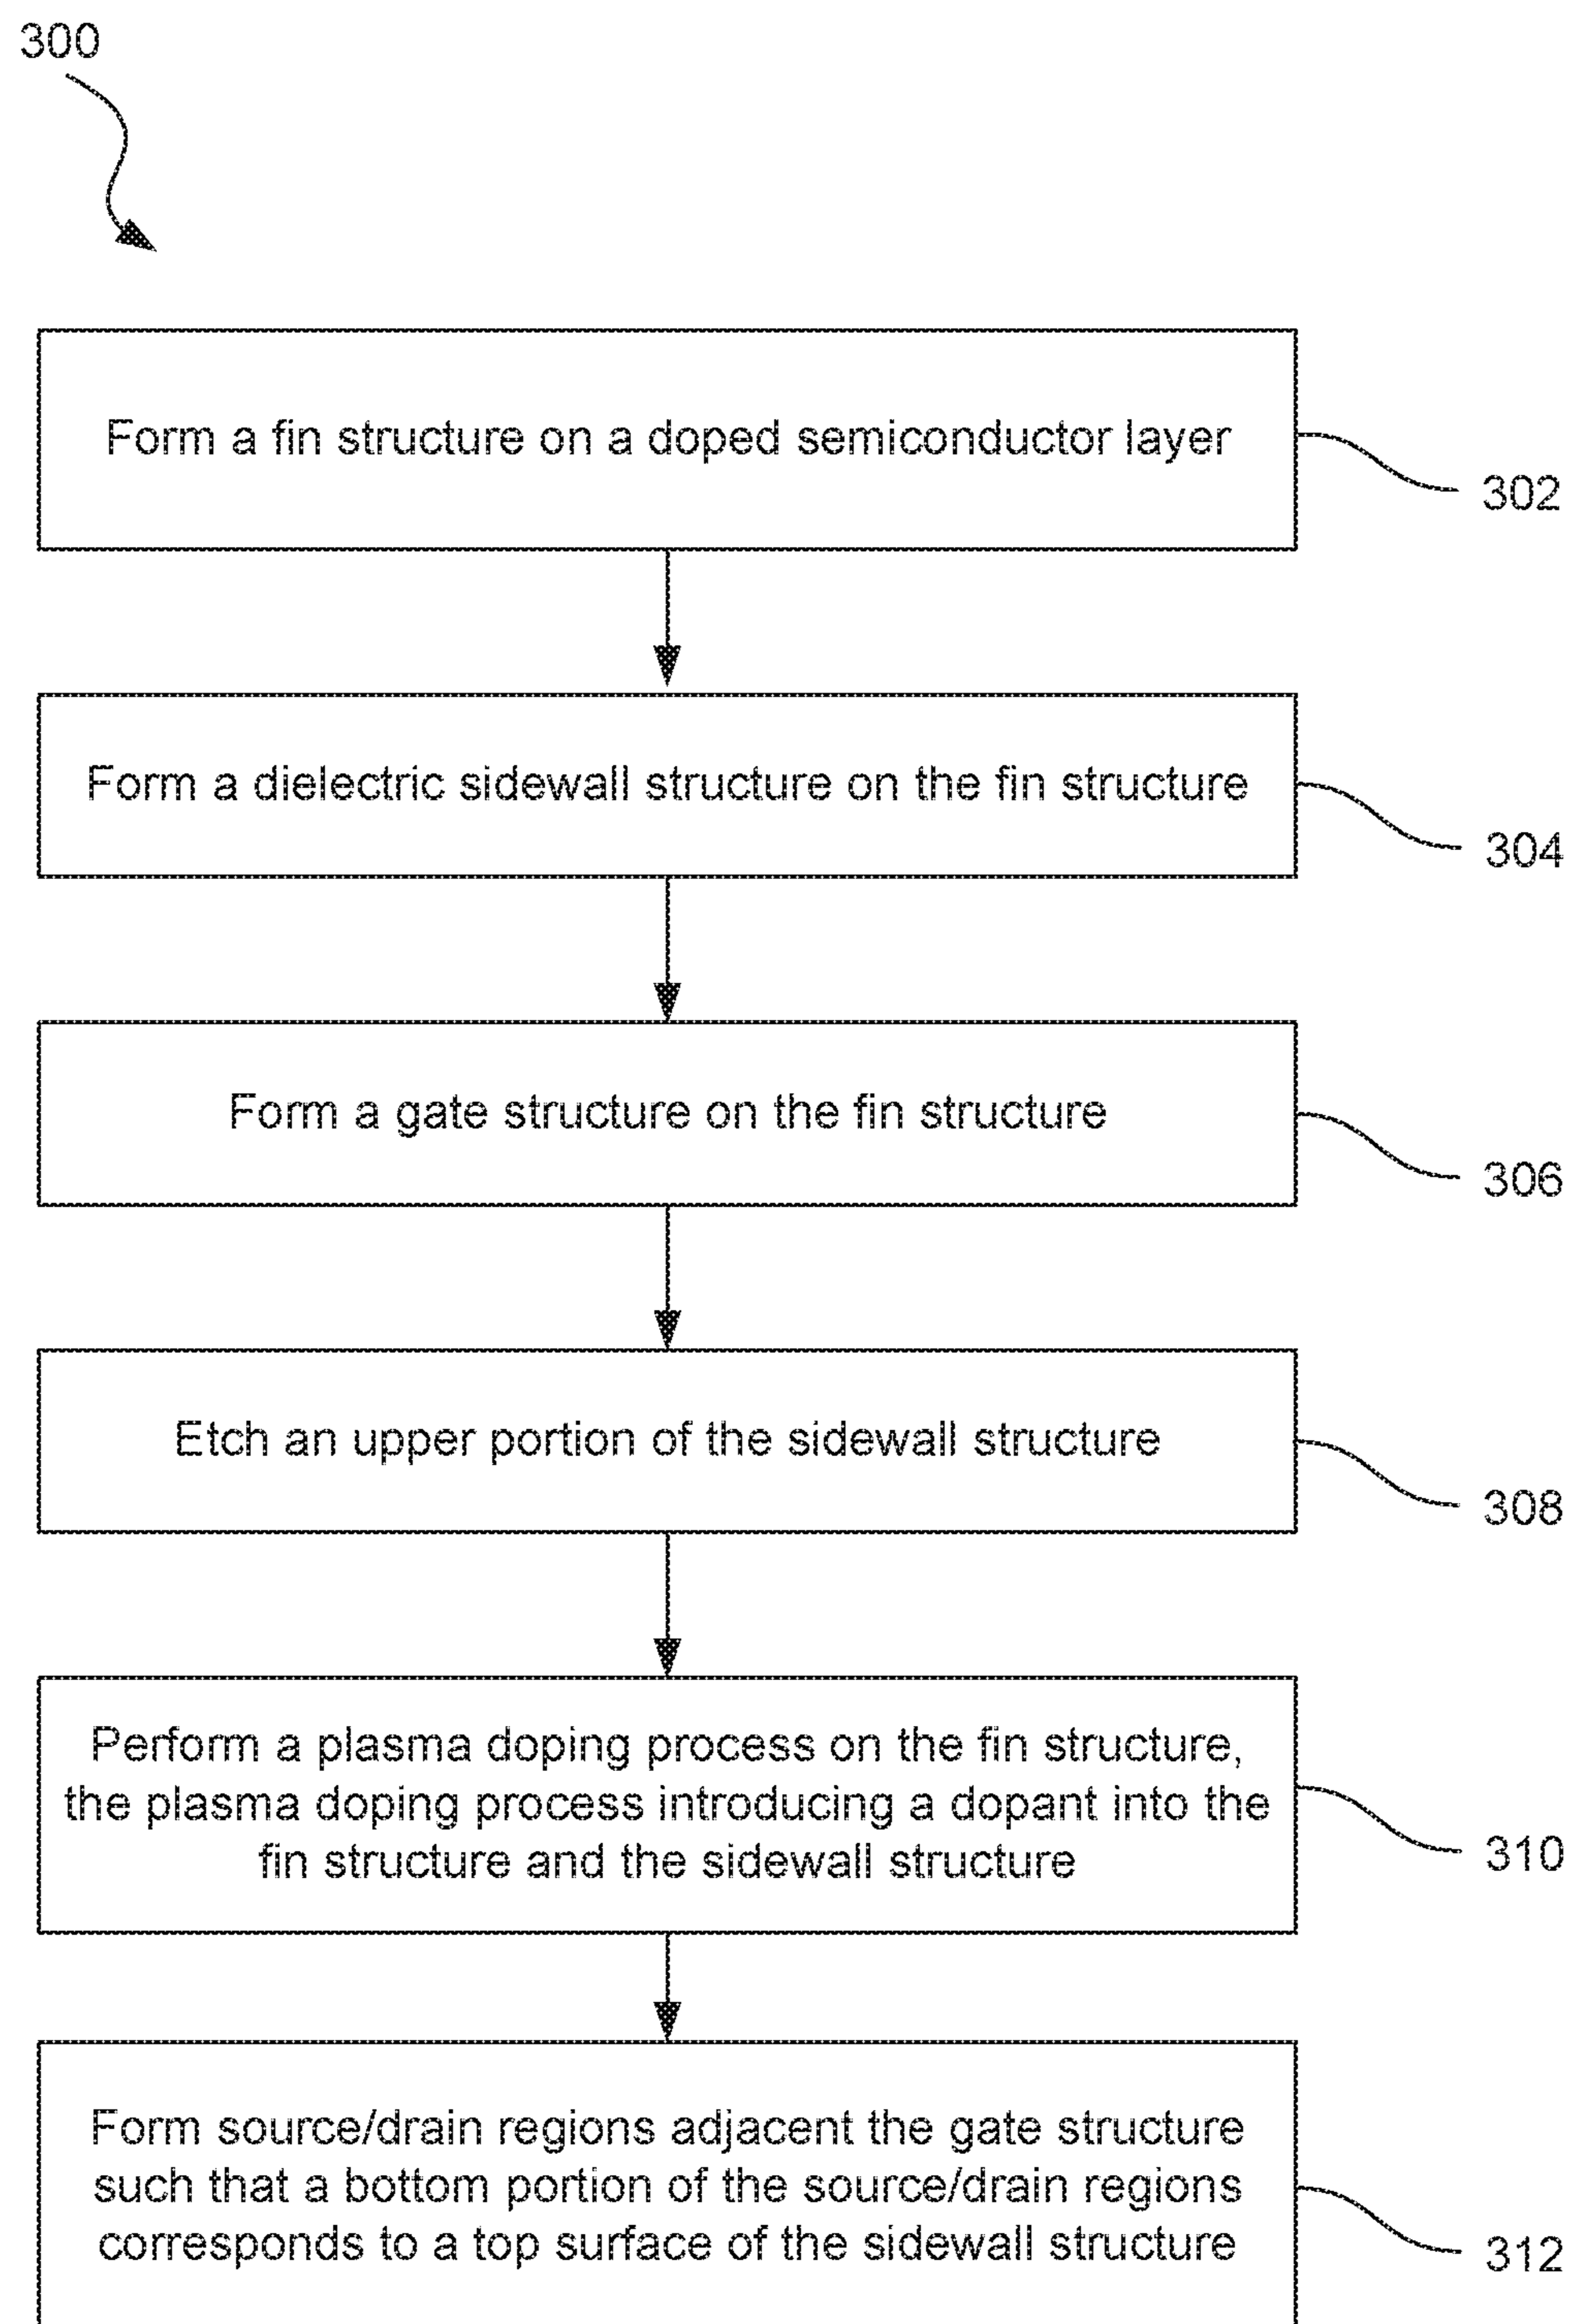 300
Form a fin structure on a doped semiconductor layer
302
Form a dielectric sidewall structure on the fin structure
304
Form a gate structure on the fin structure
306
Etch an upper portion of the sidewall structure
308
Perform a plasma doping process on the fin structure,
the plasma doping process introducing a dopant into the
fin structure and the sidewall structure
310
Form source/drain regions adjacent the gate structure
such that a bottom portion of the source/drain regions
corresponds to a top surface of the sidewall structure
312